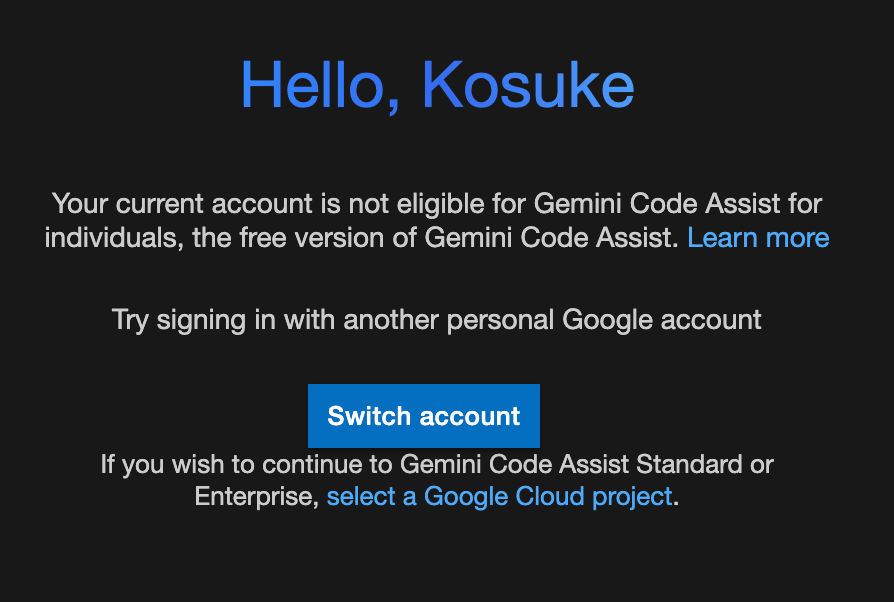 Hello, Kosuke
Your current account is not eligible for Gemini Code Assist for
individuals, the free version of Gemini Code Assist. Learn more
Try signing in with another personal Google account
Switch account
If you wish to continue to Gemini Code Assist Standard or
Enterprise, select a Google Cloud project.